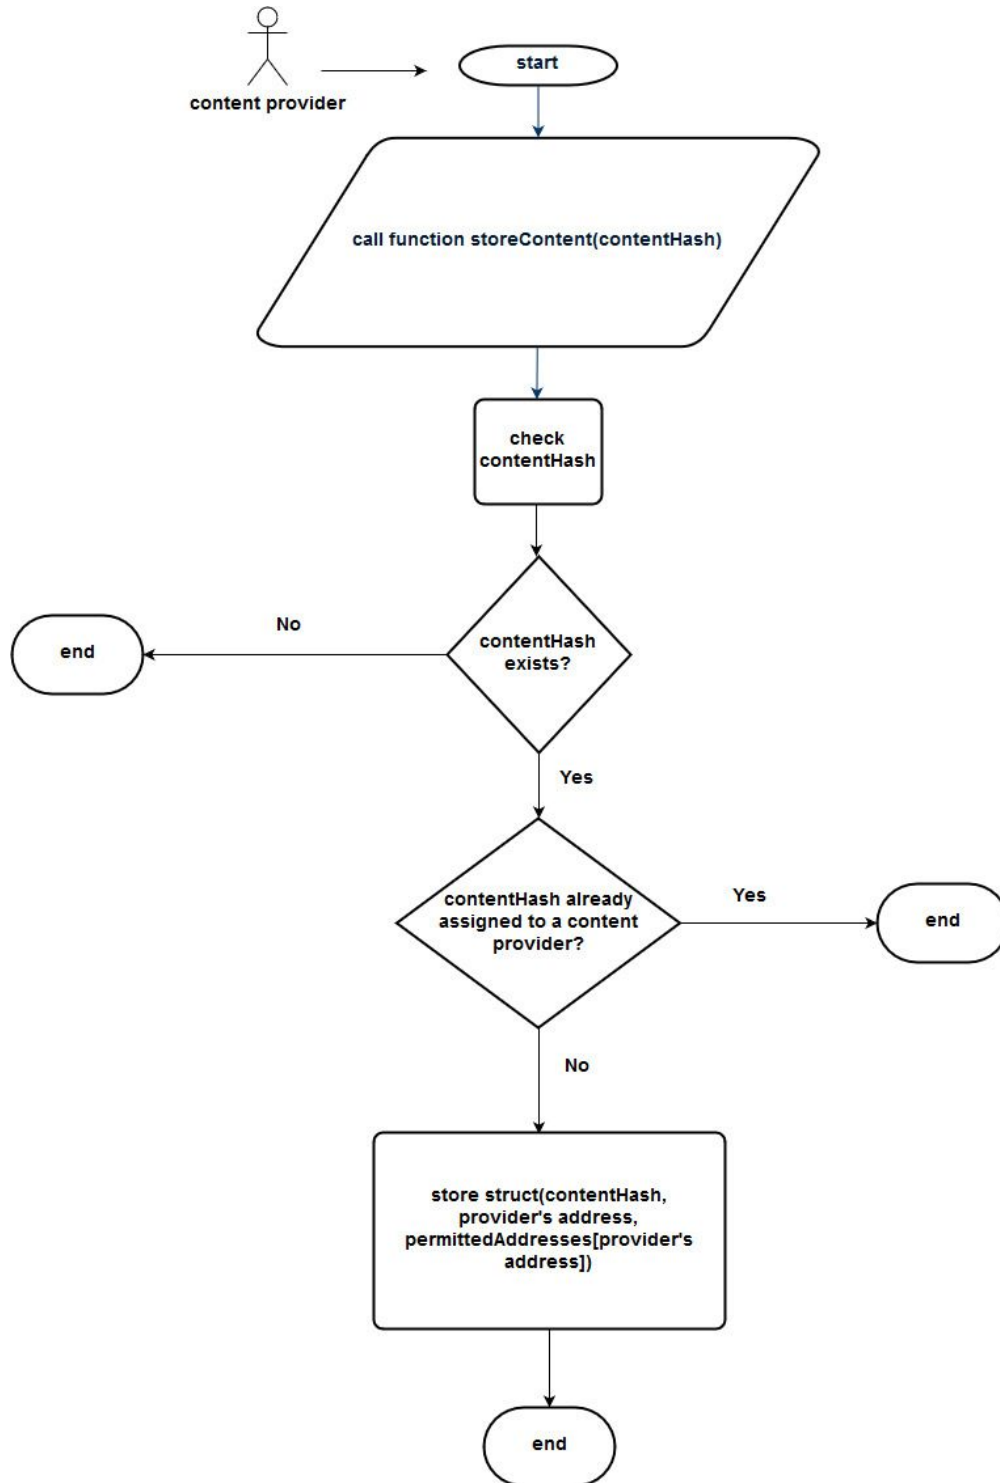 start
content provider
call function storeContent(contentHash)
check
contentHash
contentHash
exists?
No
end
Yes
contentHash already
assigned to a content
provider?
Yes
end
No
store struct(contentHash,
provider's address,
permittedAddresses[provider's
address])
end